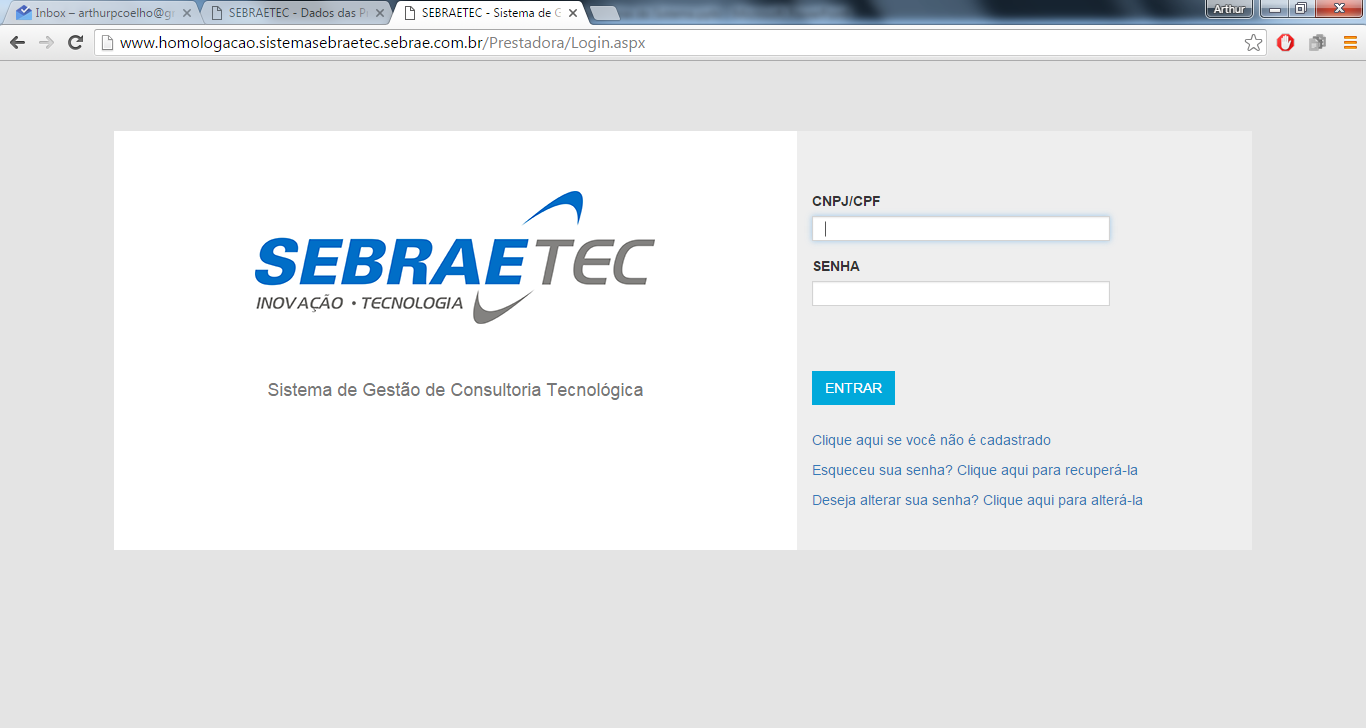 Inbox – arthurpcoelho@g
SEBRAETEC - Dados das P
SEBRAETEC - Sistema de G
Arthur
www.homologacao.sistemasebraetec.sebrae.com.br/Prestadora/Login.aspx
SEBRAETEC
INOVAÇÃO • TECNOLOGIA
Sistema de Gestão de Consultoria Tecnológica
CNPJ/CPF
SENHA
ENTRAR
Clique aqui se você não é cadastrado
Esqueceu sua senha? Clique aqui para recuperá-la
Deseja alterar sua senha? Clique aqui para alterá-la